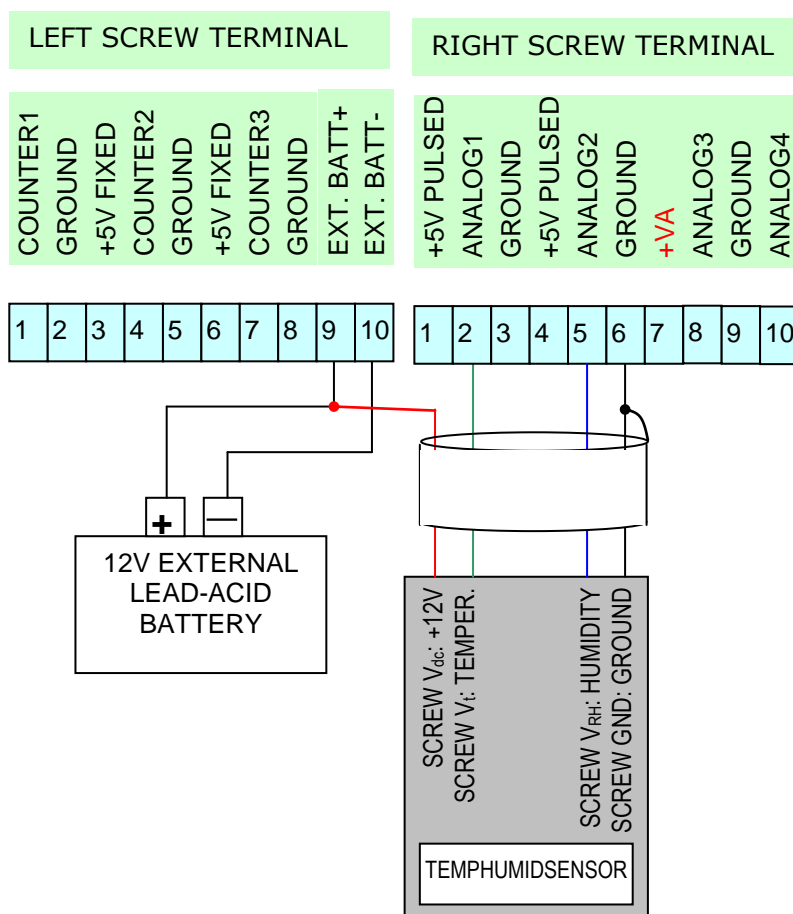 LEFT SCREW TERMINAL
RIGHT SCREW TERMINAL
COUNTER1
GROUND
+5V FIXED
COUNTER2
GROUND
+5V FIXED
COUNTER3
GROUND
EXT. BATT+
EXT. BATT-
+5V PULSED
ANALOG1
GROUND
+5V PULSED
ANALOG2
GROUND
+VA
ANALOG3
GROUND
ANALOG4
1 2 3 4 5 6 7 8 9 10
1 2 3 4 5 6 7 8 9 10
+ —
12V EXTERNAL
LEAD-ACID
BATTERY
SCREW Vdc: +12V
SCREW Vt: TEMPER.
SCREW VRH: HUMIDITY
SCREW GND: GROUND
TEMPHUMIDSENSOR